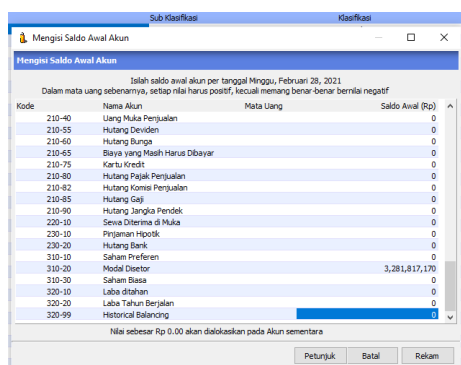 Sub Klasifikasi Klasifikasi
Mengisi Saldo Awal Akun
Mengisi Saldo Awal Akun
Isilah saldo awal akun per tanggal Minggu, Februari 28, 2021
Dalam mata uang sebenarnya, setiap nilai harus positif, kecuali memang benar-benar bernilai negatif
Kode Nama Akun Mata Uang Saldo Awal (Rp)
210-40 Uang Muka Penjualan 0
210-55 Hutang Deviden 0
210-60 Hutang Bunga 0
210-65 Biaya yang Masih Harus Dibayar 0
210-75 Kartu Kredit 0
210-80 Hutang Pajak Penjualan 0
210-82 Hutang Komisi Penjualan 0
210-85 Hutang Gaji 0
210-90 Hutang Jangka Pendek 0
220-10 Sewa Diterima di Muka 0
230-10 Pinjaman Hipotik 0
230-20 Hutang Bank 0
310-10 Saham Preferen 0
310-20 Modal Disetor 3,281,817,170
310-30 Saham Biasa 0
320-10 Laba ditahan 0
320-20 Laba Tahun Berjalan 0
320-99 Historical Balancing 0
Nilai sebesar Rp 0.00 akan dialokasikan pada Akun sementara
Petunjuk Batal Rekam